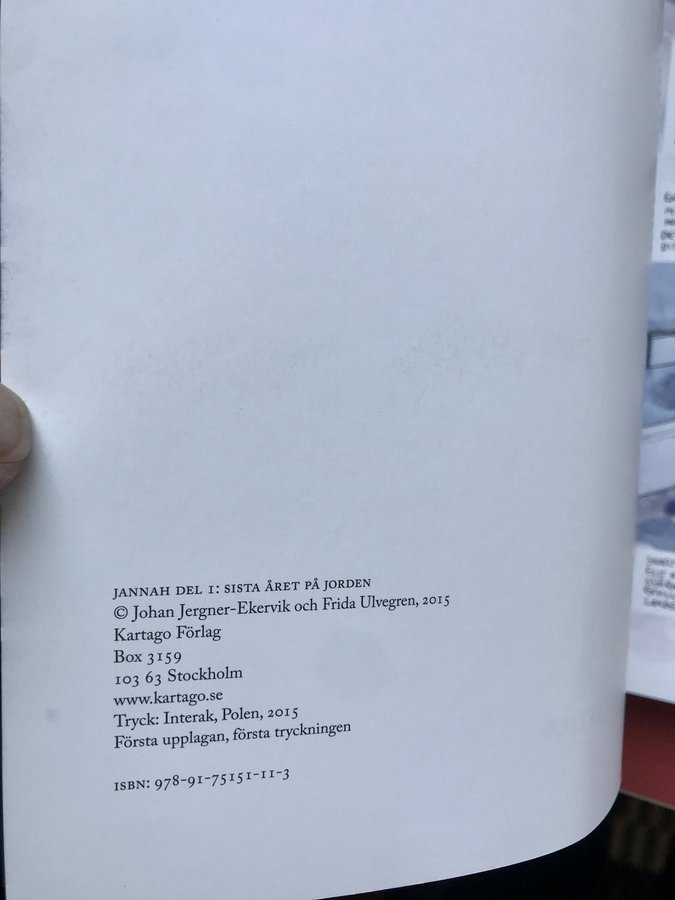 JANNAH DEL 1: SISTA ÅRET PÅ JORDEN
© Johan Jergner-Ekervik och Frida Ulvegren, 2015
Kartago Förlag
Box 3159
103 63 Stockholm
www.kartago.se
Tryck: Interak, Polen, 2015
Första upplagan, första tryckningen
ISBN: 978-91-75151-11-3